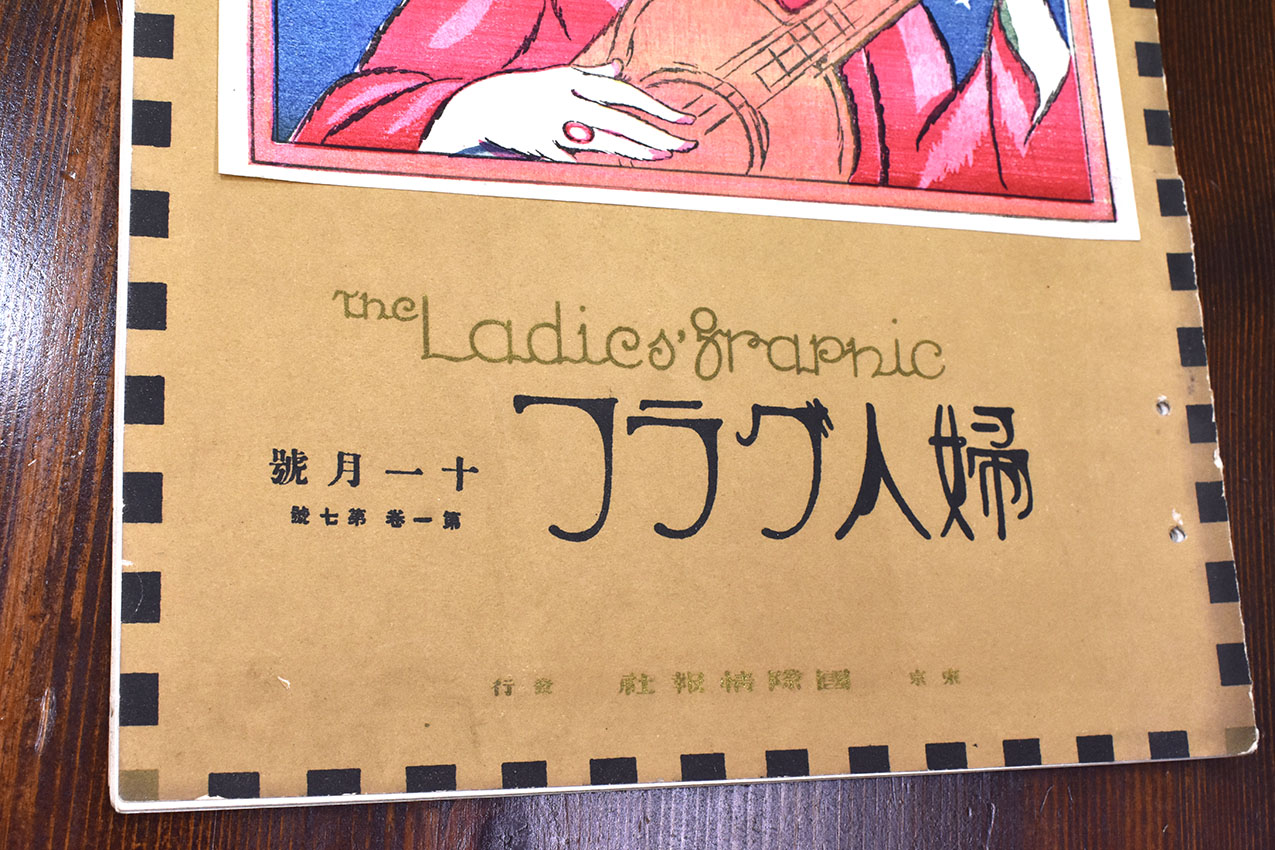 The Ladies' graphic
婦人グラフ
十一月號
第一卷第七號
東京 國際情報社 發行